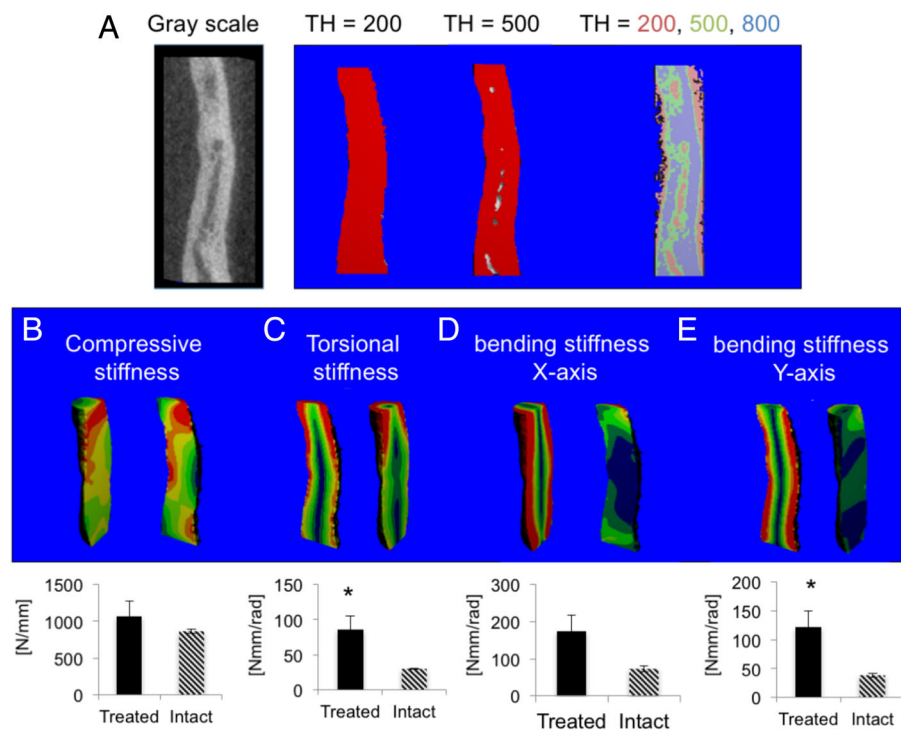 A
Gray scale
TH = 200
TH = 500
TH = 200, 500, 800
B
Compressive
stiffness
C
Torsional
stiffness
D
bending stiffness
X-axis
E
bending stiffness
Y-axis
[N/mm]
1500
1000
500
0
Treated
Intact
[Nmm/rad]
150
100
50
0
*
Treated
Intact
[Nmm/rad]
300
200
100
0
Treated
Intact
[Nmm/rad]
200
150
100
50
0
*
Treated
Intact